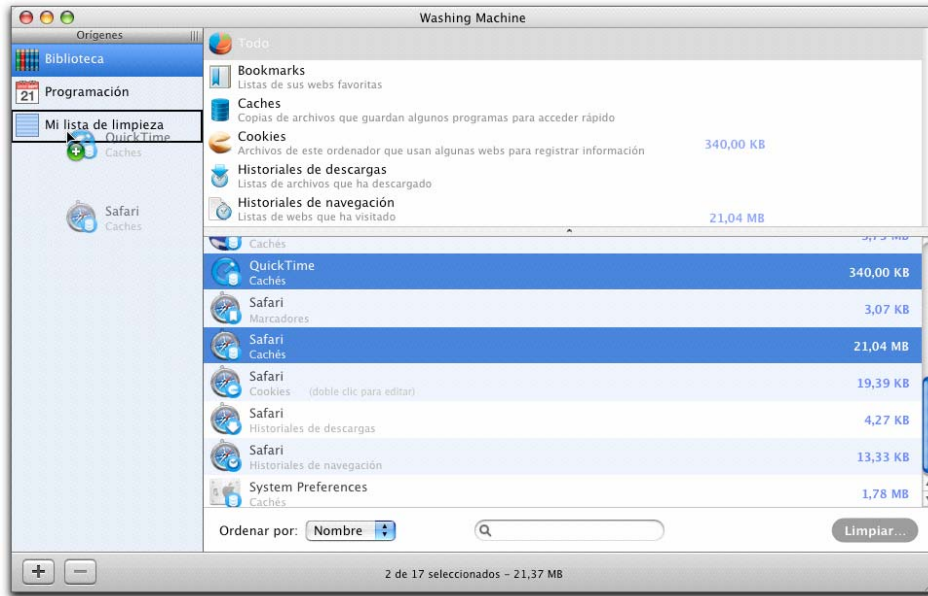 Washing Machine
Orígenes
Biblioteca
21 Programación
Mi lista de limpieza
QuickTime
Caches
Safari
Caches
Todo
Bookmarks
Listas de sus webs favoritas
Caches
Copias de archivos que guardan algunos programas para acceder rápido
Cookies
Archivos de este ordenador que usan algunas webs para registrar información 340,00 KB
Historiales de descargas
Listas de archivos que ha descargado
Historiales de navegación
Listas de webs que ha visitado 21,04 MB
Cachés
QuickTime
Cachés 340,00 KB
Safari
Marcadores 3,07 KB
Safari
Cachés 21,04 MB
Safari
Cookies (doble clic para editar) 19,39 KB
Safari
Historiales de descargas 4,27 KB
Safari
Historiales de navegación 13,33 KB
System Preferences
Cachés 1,78 MB
Ordenar por: Nombre Limpiar...
2 de 17 seleccionados - 21,37 MB